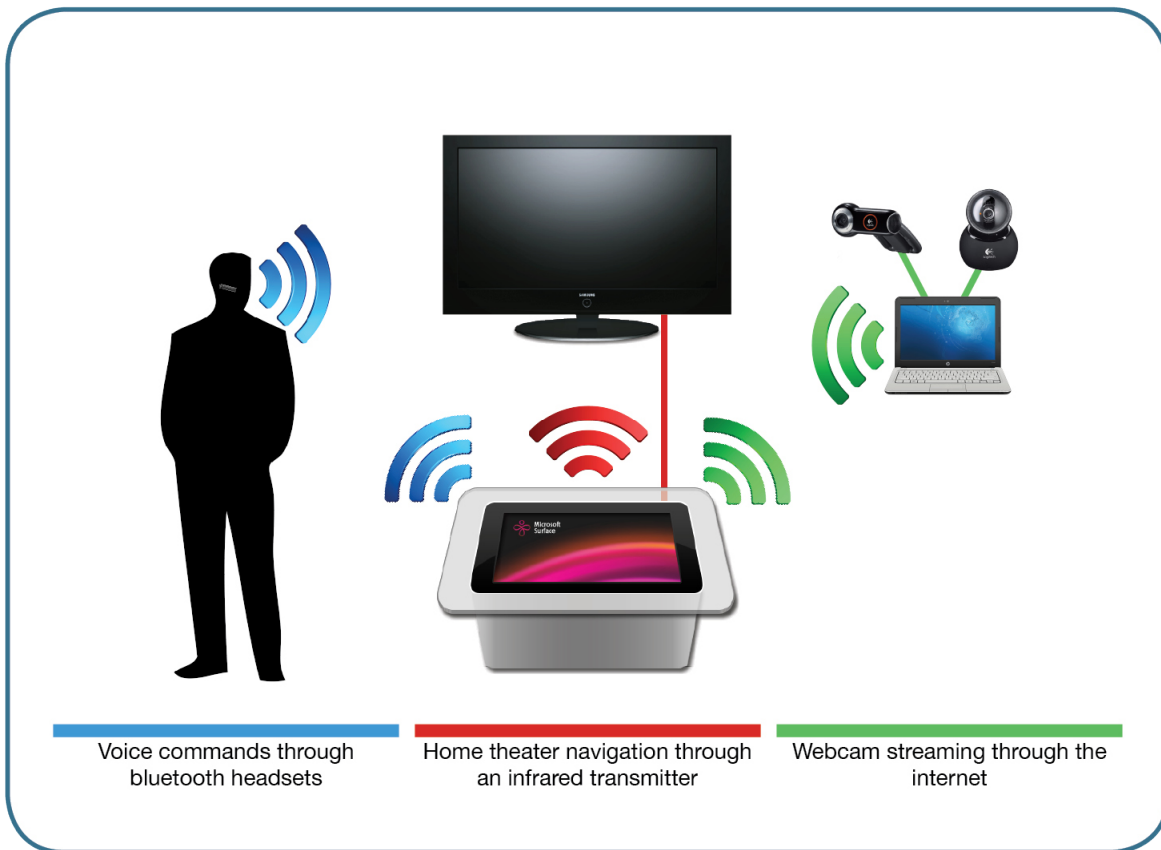 SAMSUNG
Microsoft
Surface
Voice commands through
bluetooth headsets
Home theater navigation through
an infrared transmitter
Webcam streaming through the
internet